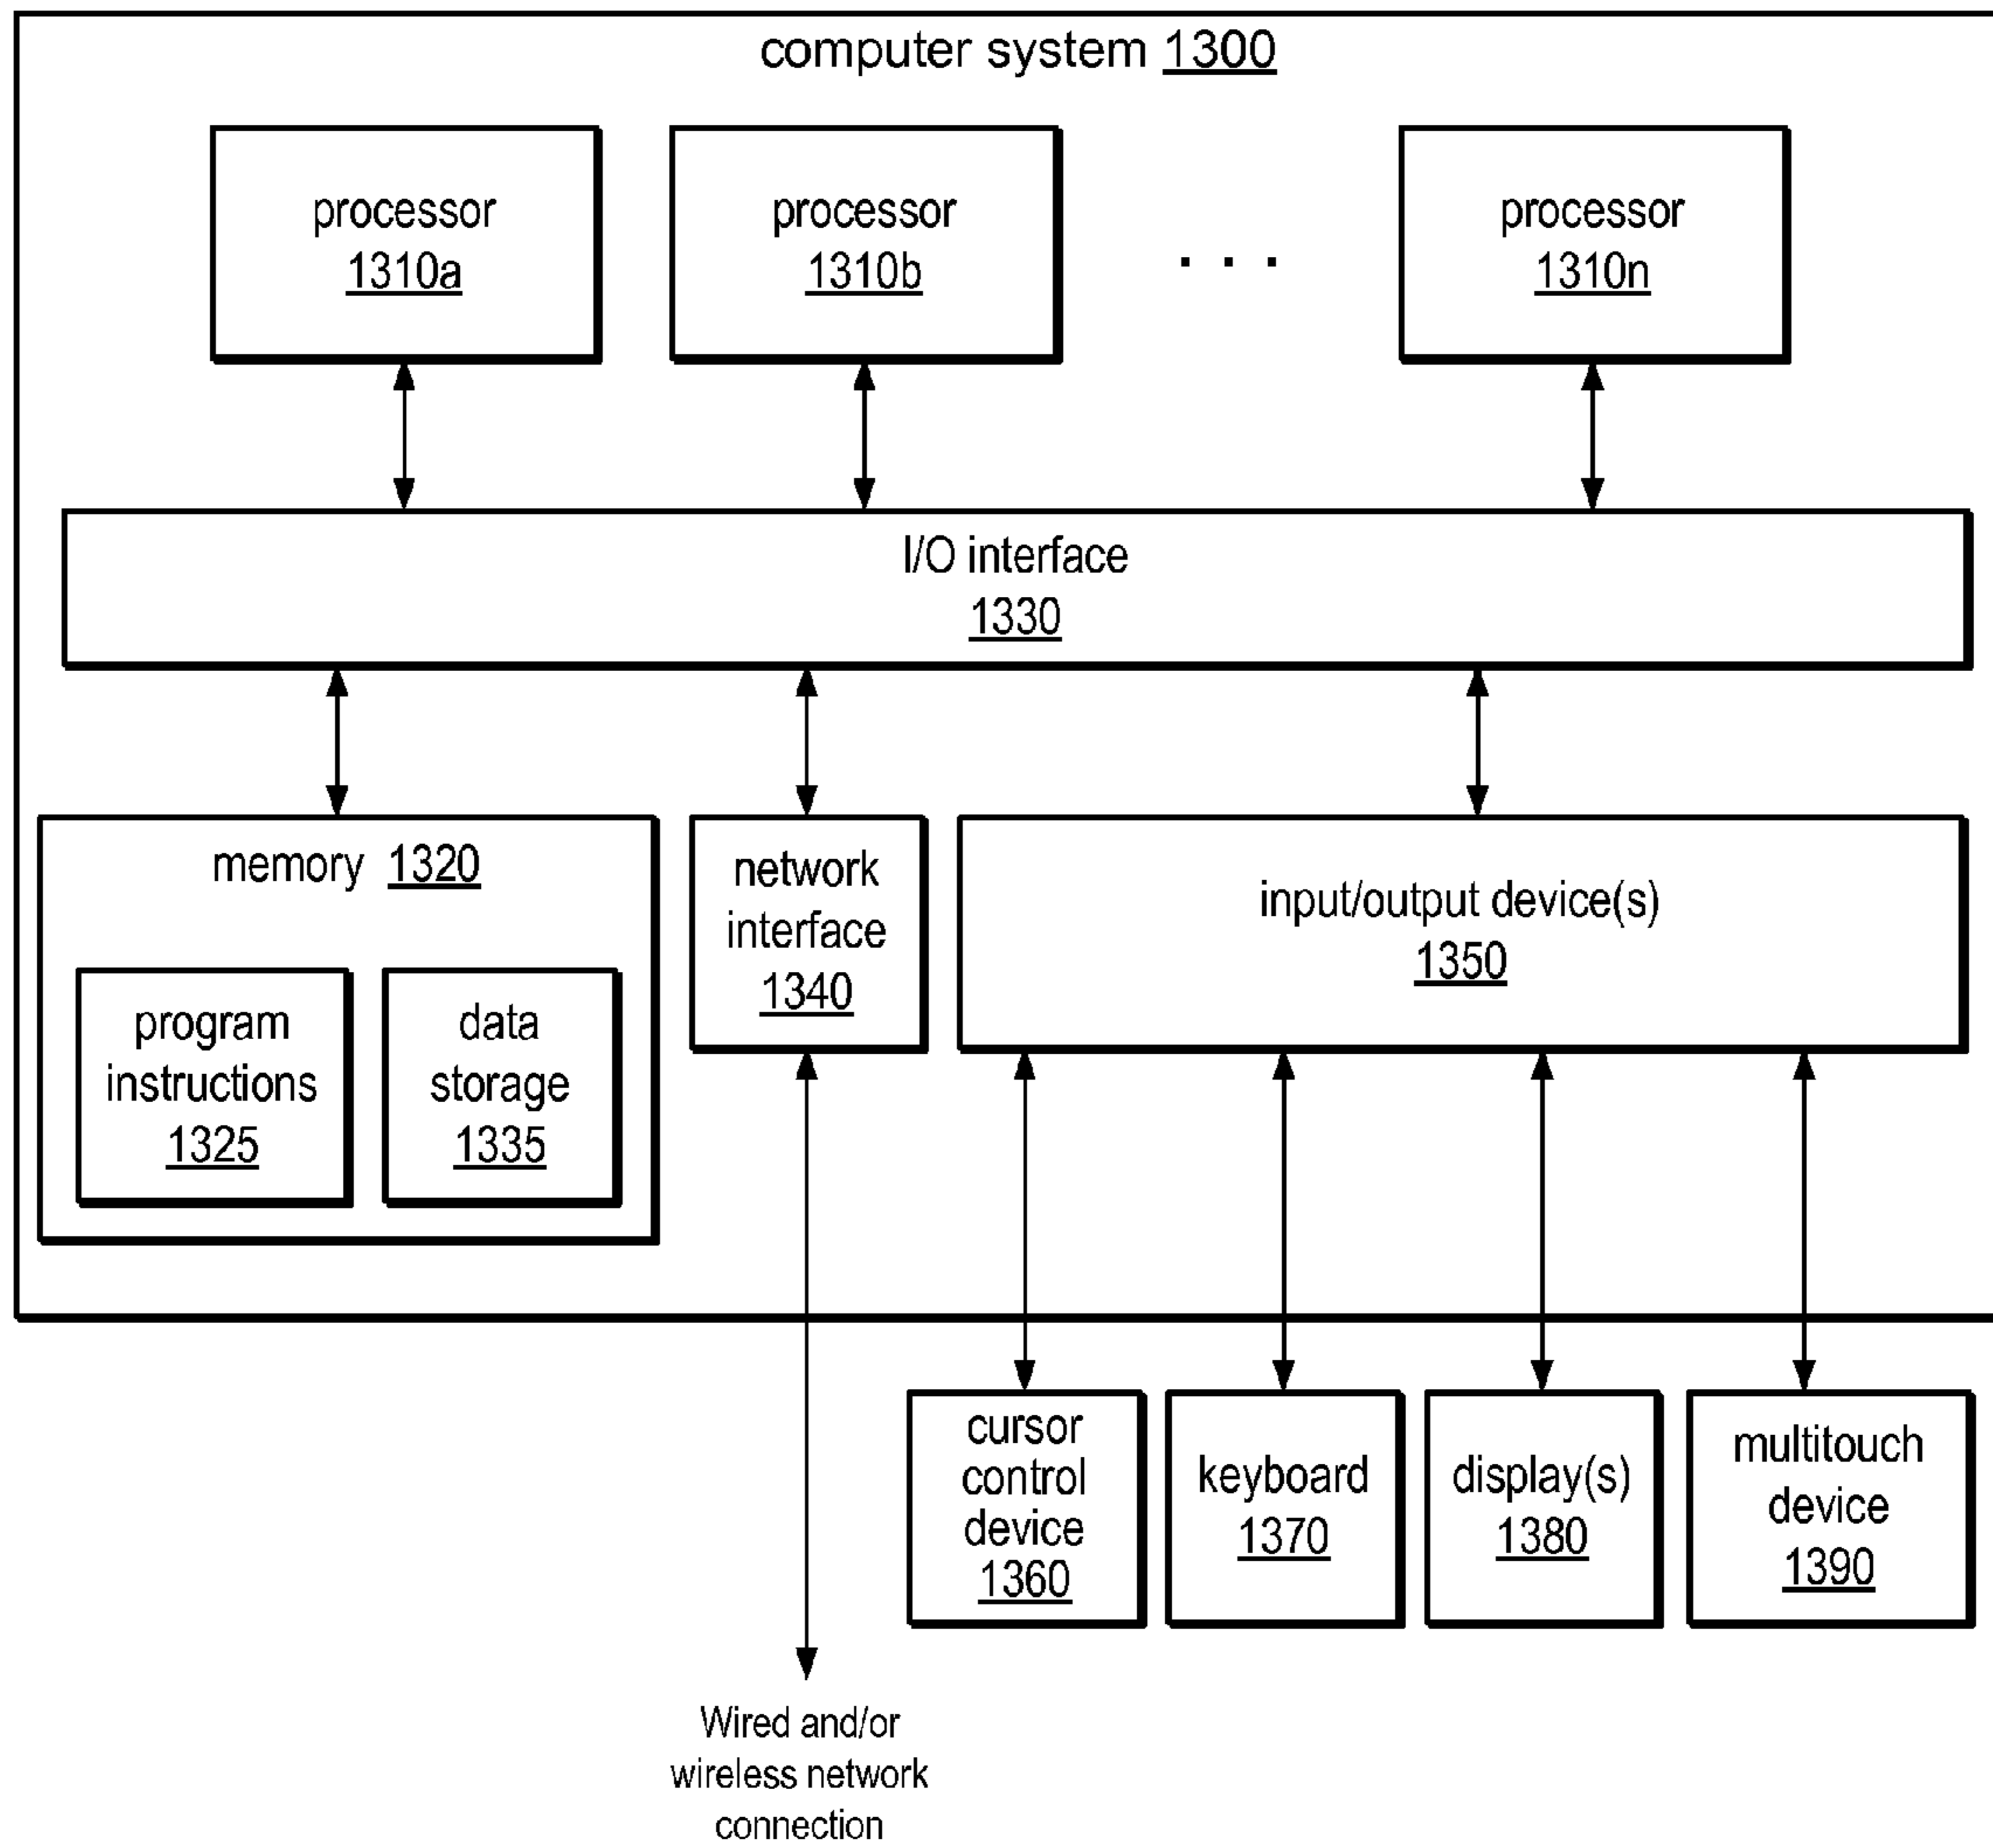 computer system 1300
processor
1310a
processor
1310b
. . .
processor
1310n
I/O interface
1330
memory 1320
program
instructions
1325
data
storage
1335
network
interface
1340
input/output device(s)
1350
cursor
control
device
1360
keyboard
1370
display(s)
1380
multitouch
device
1390
Wired and/or
wireless network
connection